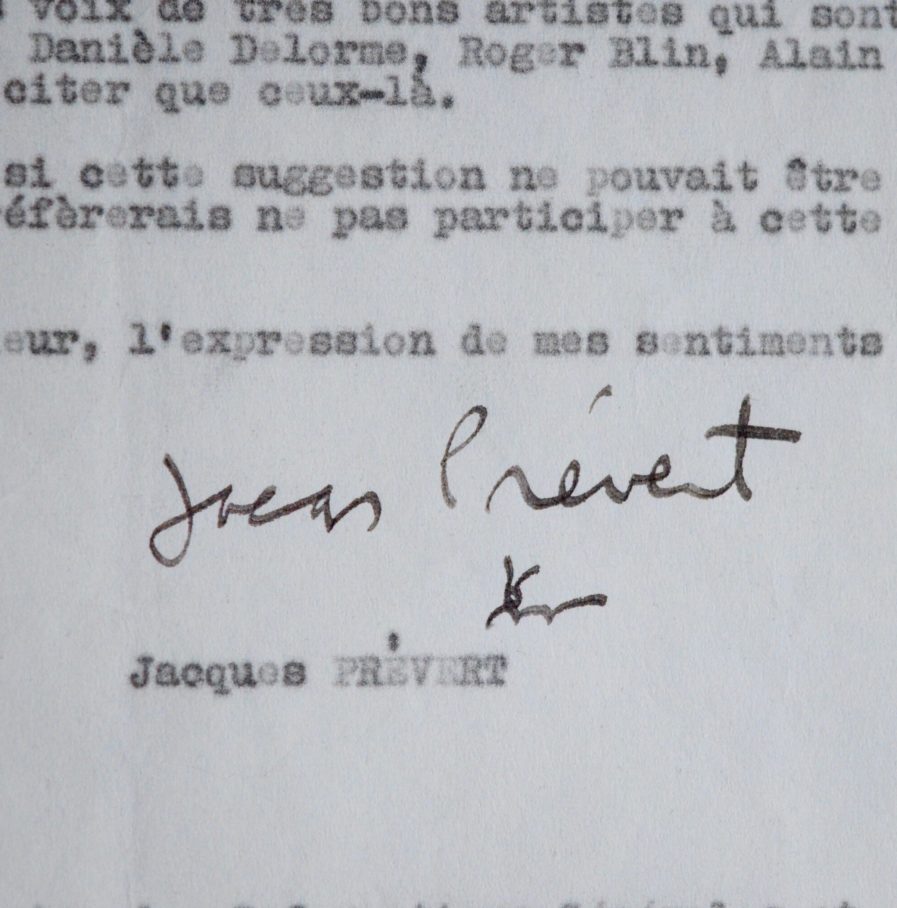 voix de très bons artistes qui sont
Danièle Delorme, Roger Blin, Alain
citer que ceux-là.
si cette suggestion ne pouvait être
éfèrerais ne pas participer à cette
eur, l'expression de mes sentiments
Prévert
Jacques PRÉVERT